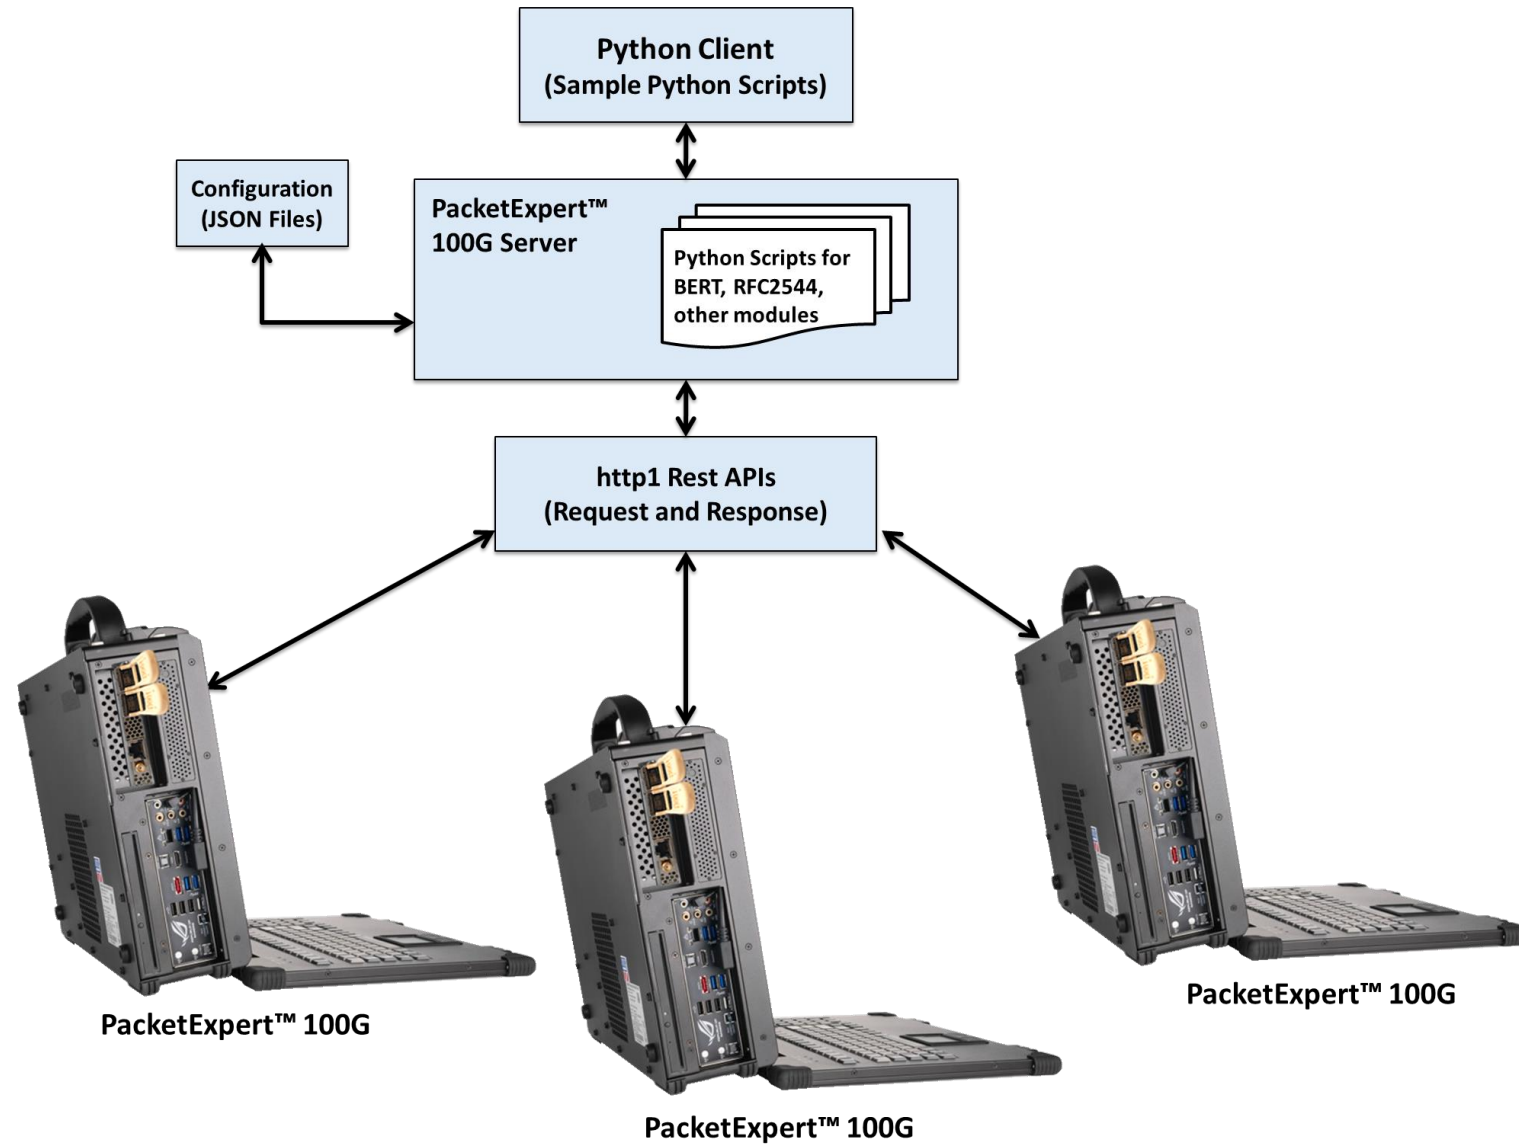 Python Client
(Sample Python Scripts)
Configuration
(JSON Files)
PacketExpert™
100G Server
Python Scripts for
BERT, RFC2544,
other modules
http1 Rest APIs
(Request and Response)
PacketExpert™ 100G
PacketExpert™ 100G
PacketExpert™ 100G